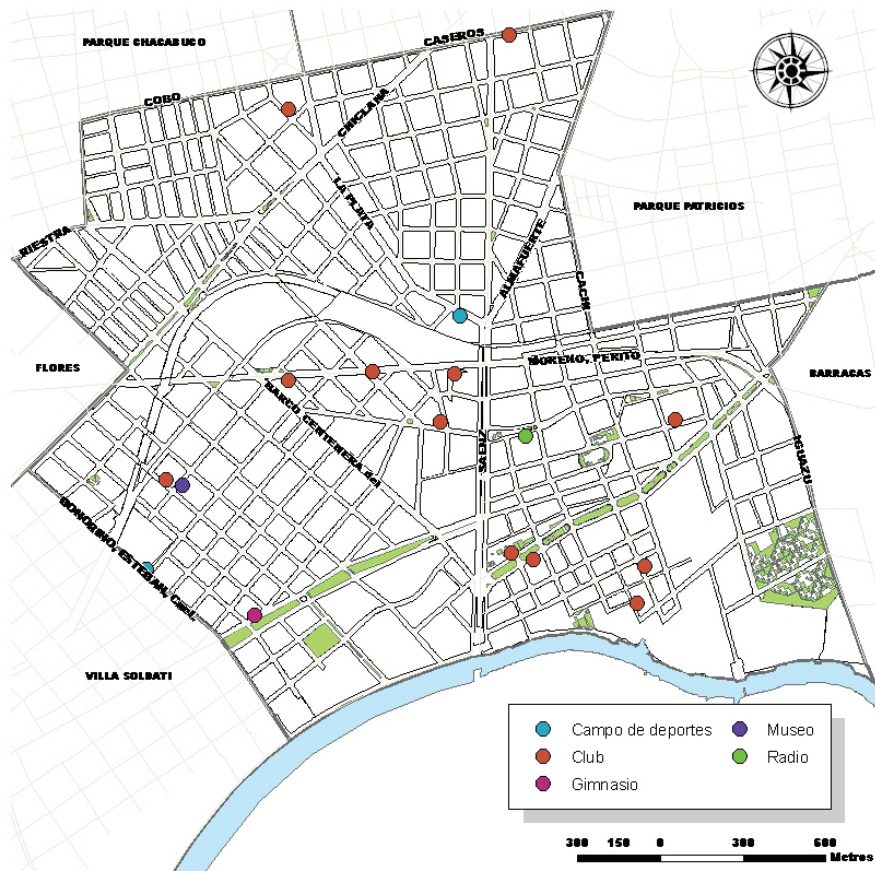 PARQUE CHACABUCO
CASEROS
COBO
CHICLANA
LA PLATA
PARQUE PATRICIOS
RIESTRA
ALMAFUERTE
CACHI
FLORES
MORENO, PERITO
BARRACAS
BARCO CENTENERA del
SAENZ
IGUAZU
BONORINO, ESTEBAN, Cnel.
VILLA SOLDATI
Campo de deportes
Club
Gimnasio
Museo
Radio
300 150 0 300 600
Metros